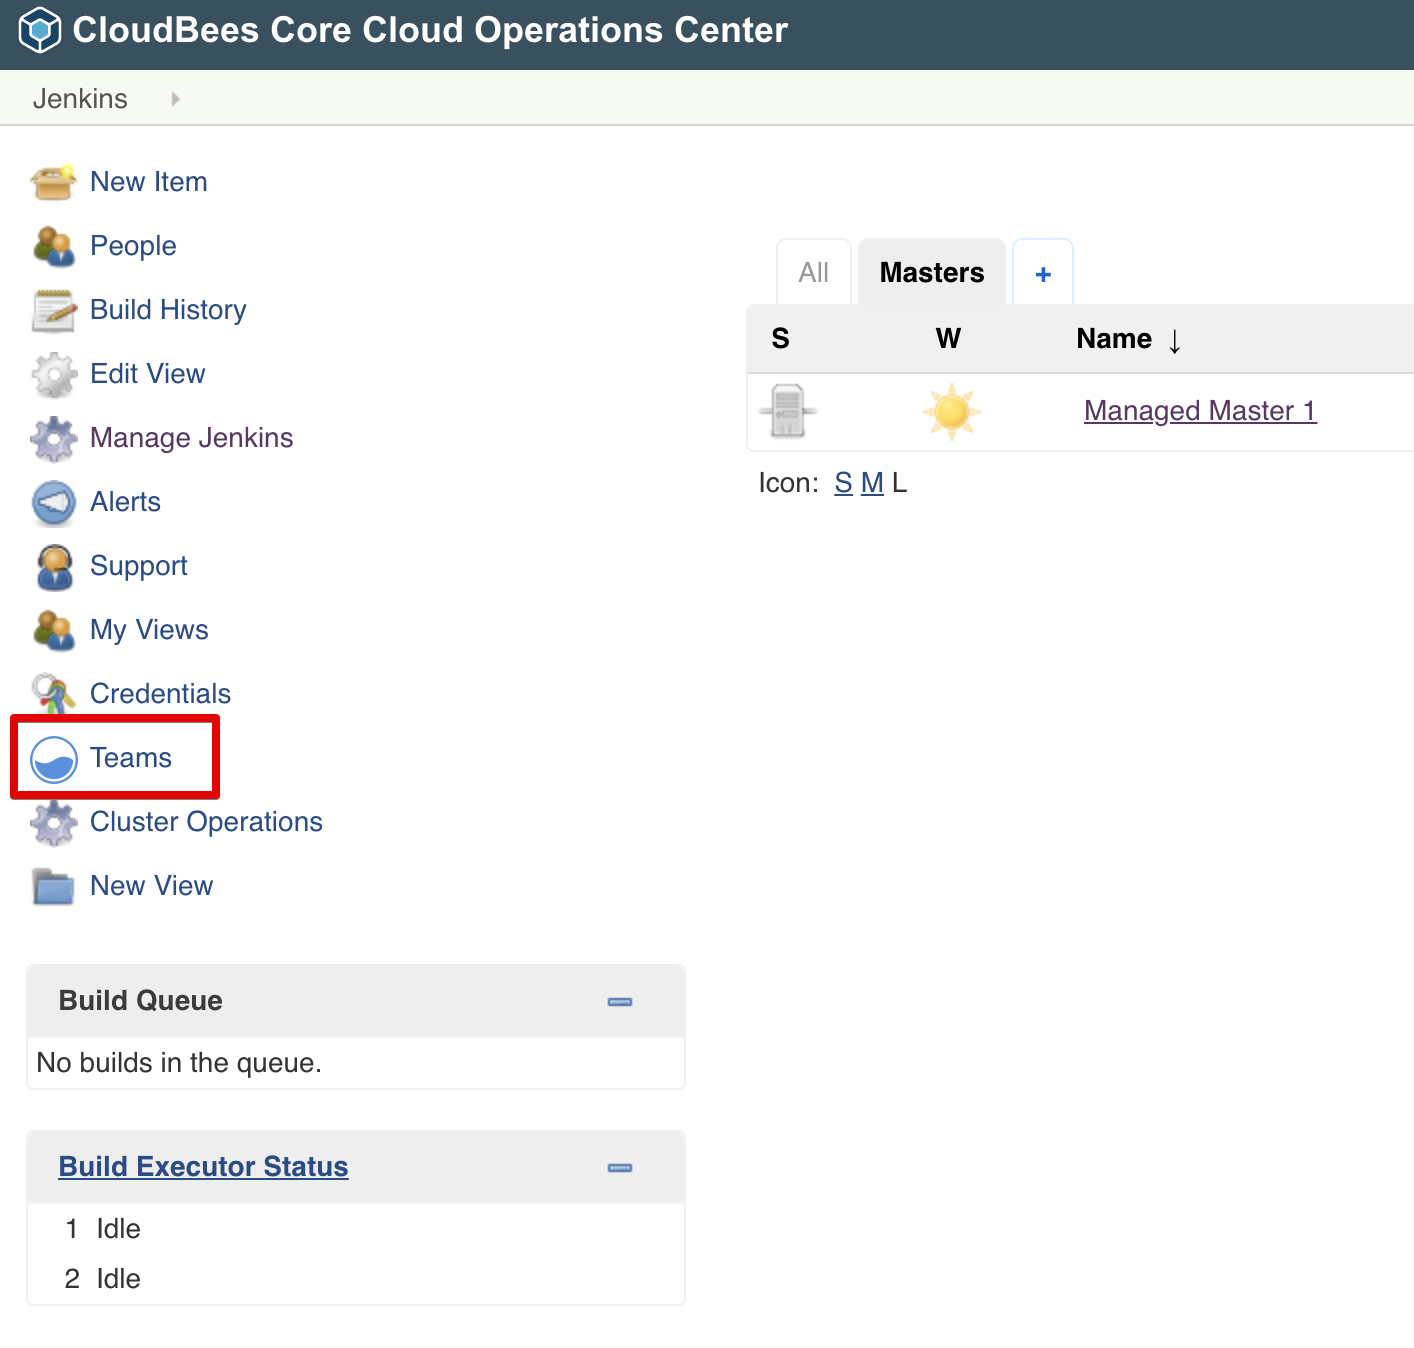 CloudBees Core Cloud Operations Center
Jenkins
New Item
People
Build History
Edit View
Manage Jenkins
Alerts
Support
My Views
Credentials
Teams
Cluster Operations
New View
Build Queue
No builds in the queue.
Build Executor Status
1 Idle
2 Idle
All Masters +
S W Name ↓
Managed Master 1
Icon: S M L